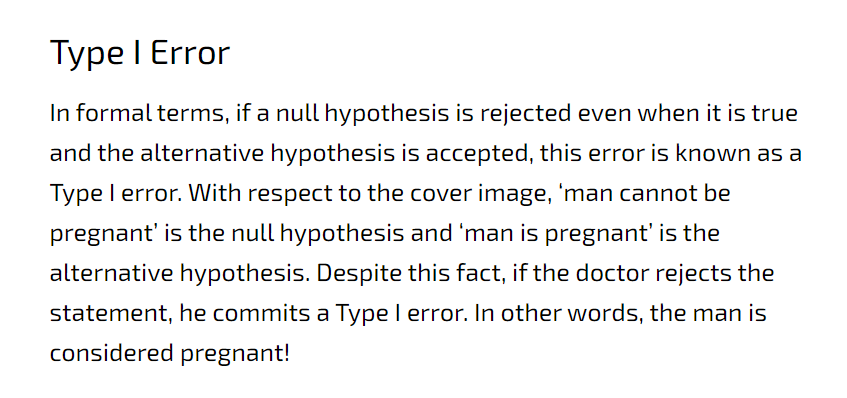 Type I Error
In formal terms, if a null hypothesis is rejected even when it is true
and the alternative hypothesis is accepted, this error is known as a
Type I error. With respect to the cover image, ‘man cannot be
pregnant’ is the null hypothesis and ‘man is pregnant’ is the
alternative hypothesis. Despite this fact, if the doctor rejects the
statement, he commits a Type I error. In other words, the man is
considered pregnant!